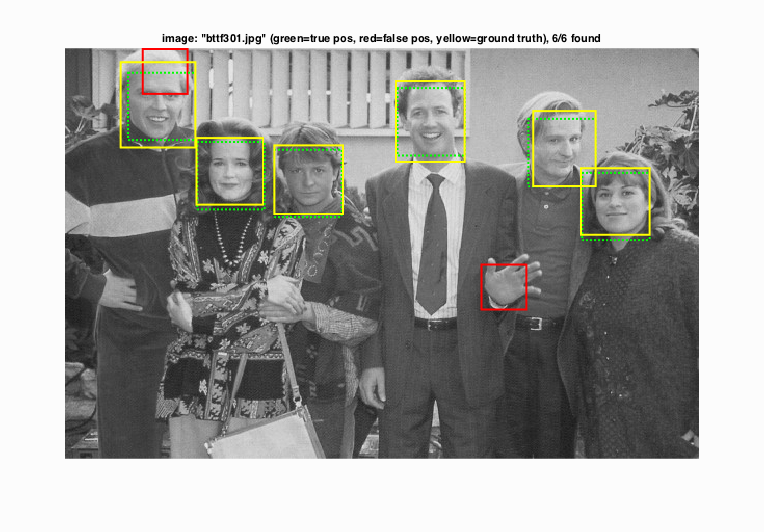 image: "bttf301.jpg" (green=true pos, red=false pos, yellow=ground truth), 6/6 found